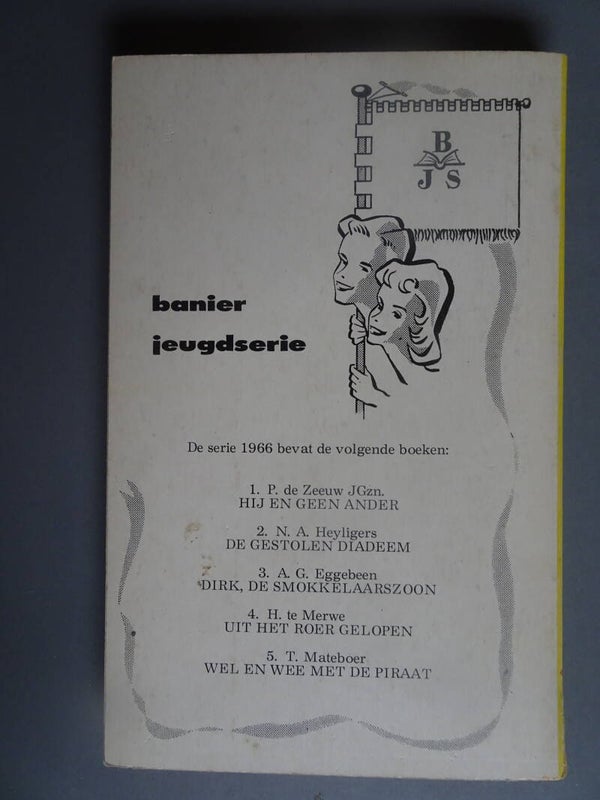 B
J S
banier
jeugdserie
De serie 1966 bevat de volgende boeken:
1. P. de Zeeuw JGzn.
HIJ EN GEEN ANDER
2. N. A. Heyligers
DE GESTOLEN DIADEEM
3. A. G. Eggebeen
DIRK, DE SMOKKELAARSZOON
4. H. te Merwe
UIT HET ROER GELOPEN
5. T. Mateboer
WEL EN WEE MET DE PIRAAT